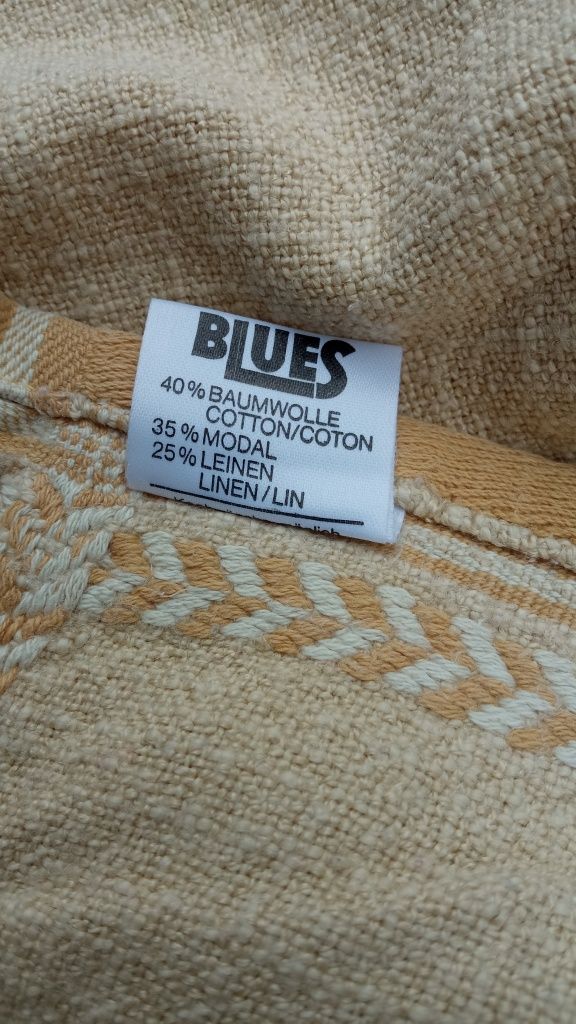 BLUES
40% BAUMWOLLE
COTTON/COTON
35% MODAL
25% LEINEN
LINEN/LIN